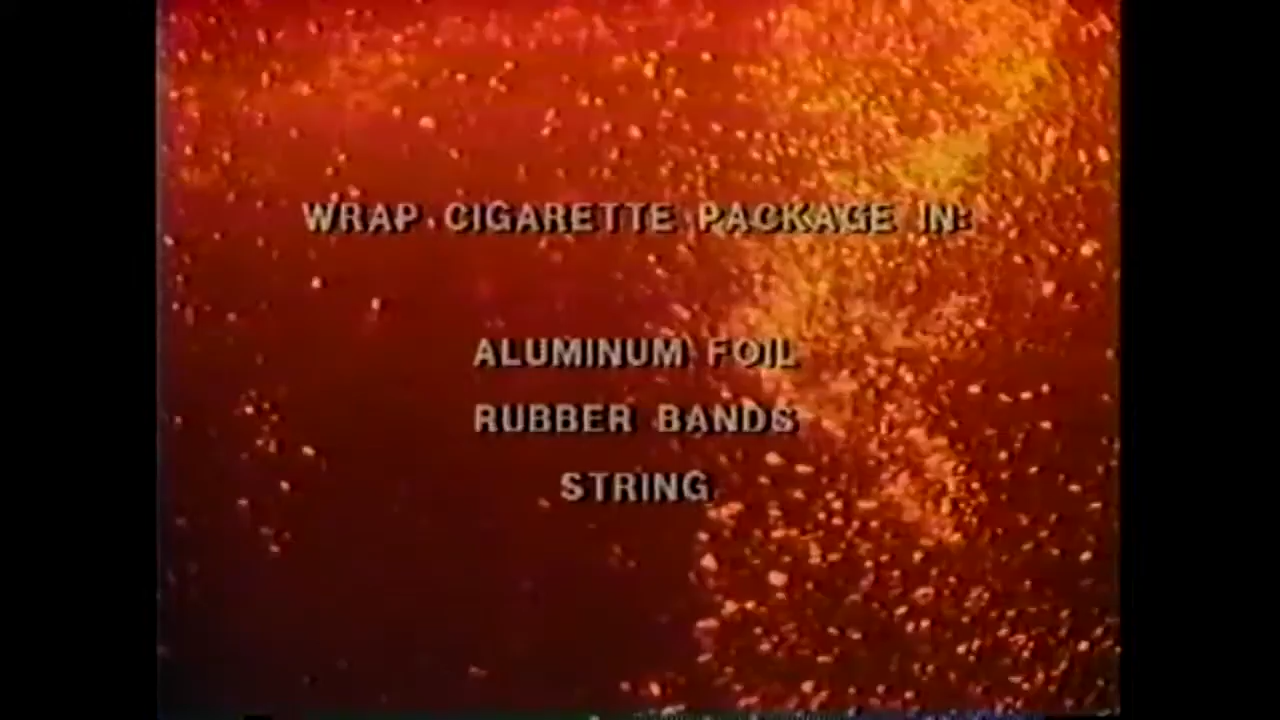 WRAP CIGARETTE PACKAGE IN:
ALUMINUM FOIL
RUBBER BANDS
STRING